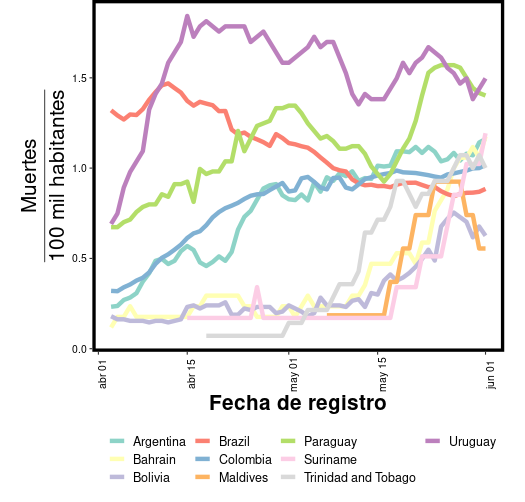 Muertes
100 mil habitantes
1.5
1.0
0.5
0.0
abr 01
abr 15
may 01
may 15
jun 01
Fecha de registro
Argentina Brazil Paraguay Uruguay
Bahrain Colombia Suriname
Bolivia Maldives Trinidad and Tobago